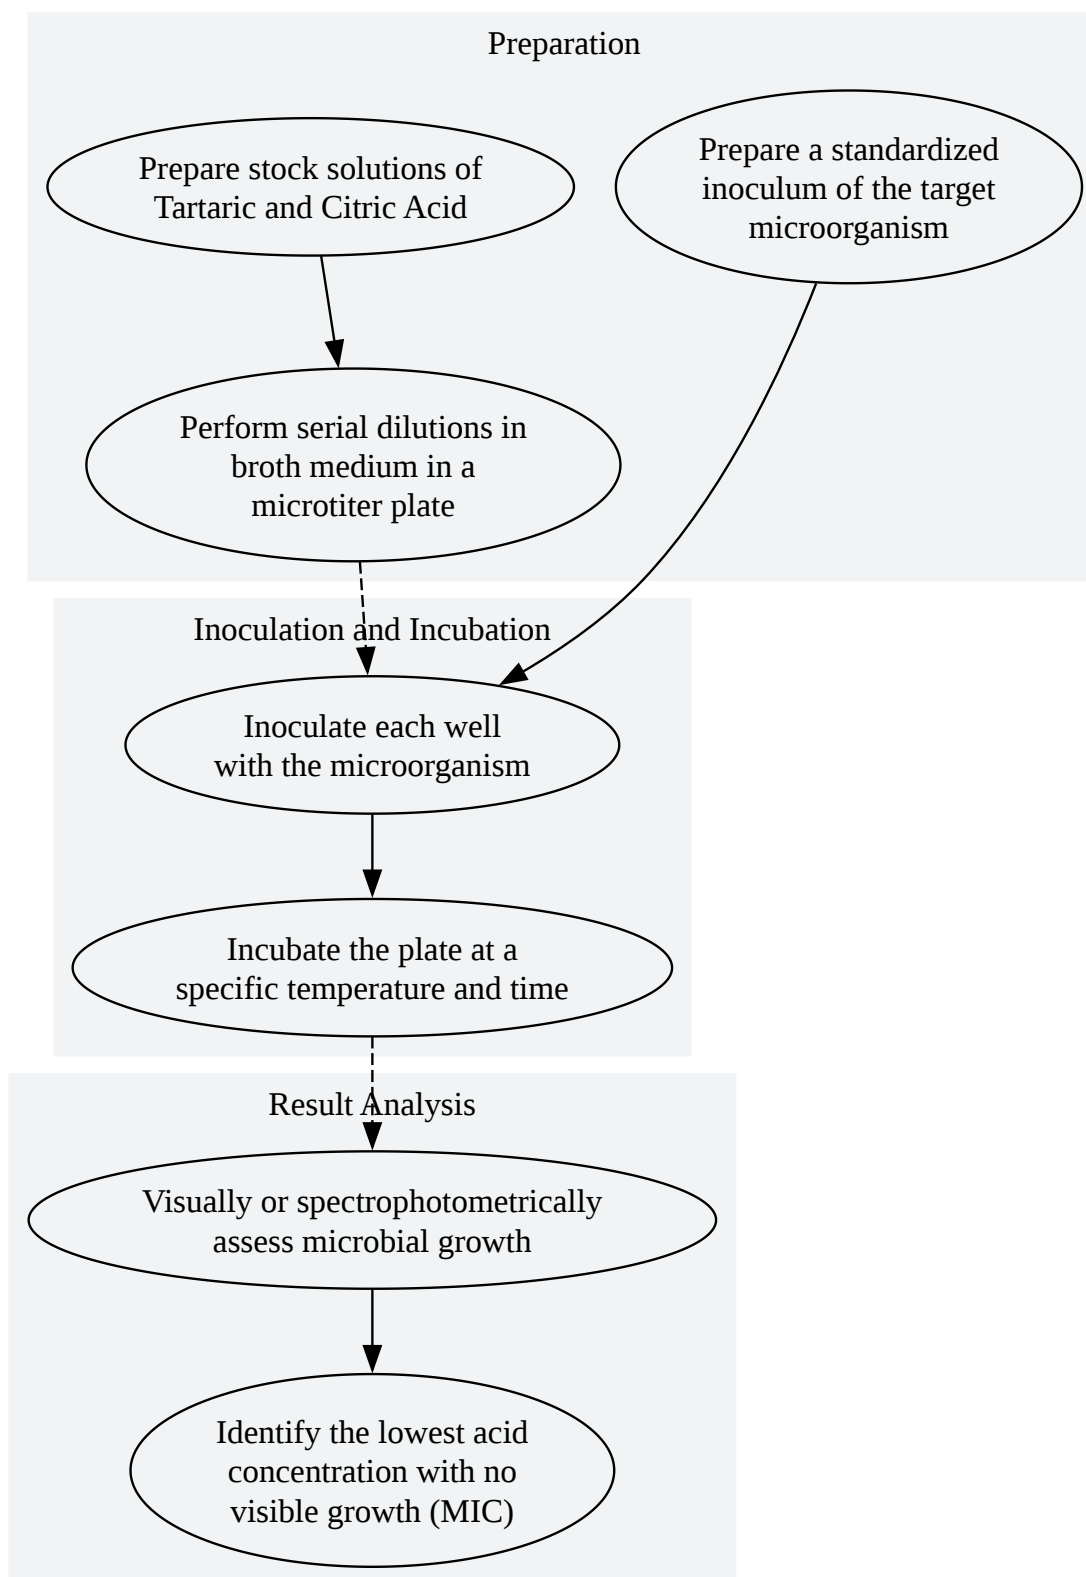 Preparation
Prepare stock solutions of
Tartaric and Citric Acid
Prepare a standardized
inoculum of the target
microorganism
Perform serial dilutions in
broth medium in a
microtiter plate
Inoculation and Incubation
Inoculate each well
with the microorganism
Incubate the plate at a
specific temperature and time
Result Analysis
Visually or spectrophotometrically
assess microbial growth
Identify the lowest acid
concentration with no
visible growth (MIC)